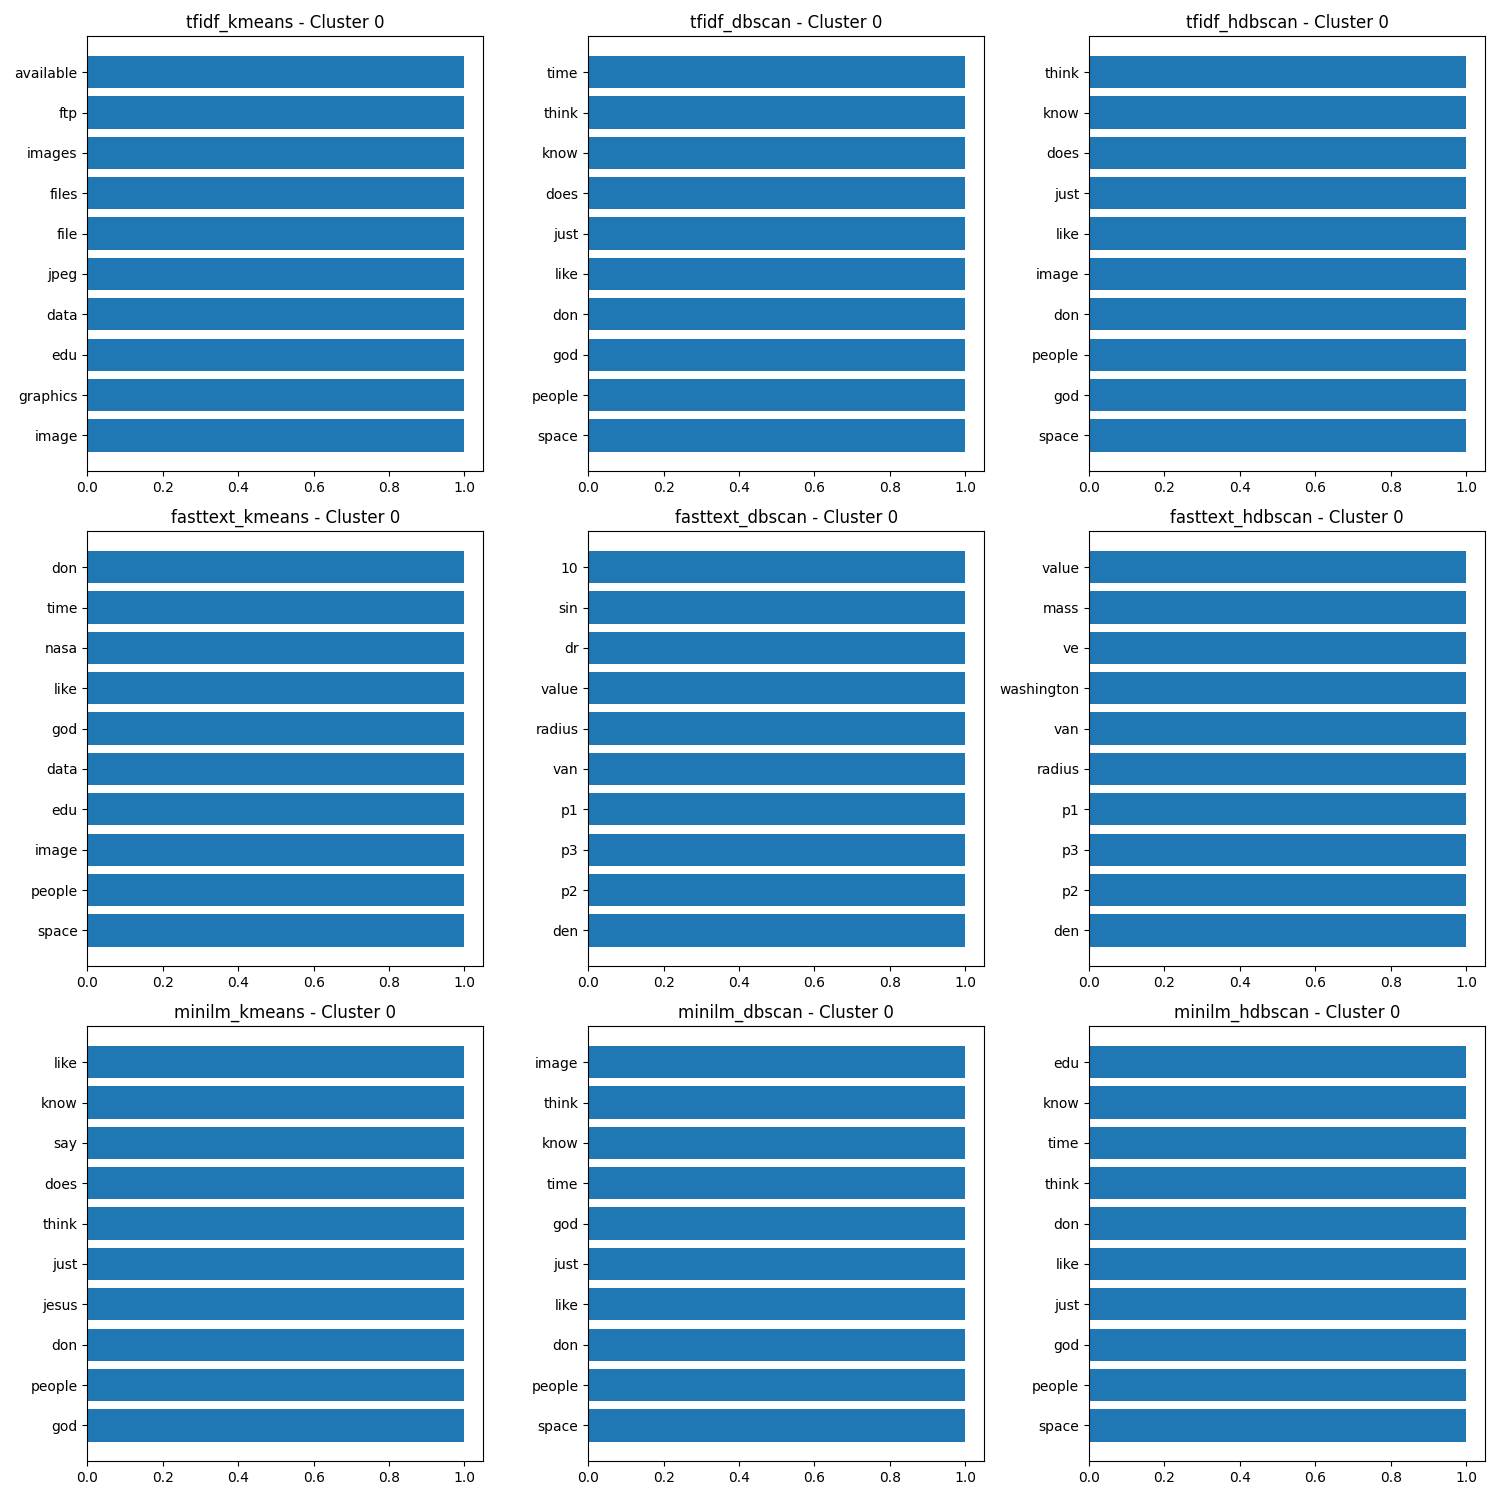 tfidf_kmeans - Cluster 0
available
ftp
images
files
file
jpeg
data
edu
graphics
image
0.0 0.2 0.4 0.6 0.8 1.0
tfidf_dbscan - Cluster 0
time
think
know
does
just
like
don
god
people
space
0.0 0.2 0.4 0.6 0.8 1.0
tfidf_hdbscan - Cluster 0
think
know
does
just
like
image
don
people
god
space
0.0 0.2 0.4 0.6 0.8 1.0
fasttext_kmeans - Cluster 0
don
time
nasa
like
god
data
edu
image
people
space
0.0 0.2 0.4 0.6 0.8 1.0
fasttext_dbscan - Cluster 0
10
sin
dr
value
radius
van
p1
p3
p2
den
0.0 0.2 0.4 0.6 0.8 1.0
fasttext_hdbscan - Cluster 0
value
mass
ve
washington
van
radius
p1
p3
p2
den
0.0 0.2 0.4 0.6 0.8 1.0
minilm_kmeans - Cluster 0
like
know
say
does
think
just
jesus
don
people
god
0.0 0.2 0.4 0.6 0.8 1.0
minilm_dbscan - Cluster 0
image
think
know
time
god
just
like
don
people
space
0.0 0.2 0.4 0.6 0.8 1.0
minilm_hdbscan - Cluster 0
edu
know
time
think
don
like
just
god
people
space
0.0 0.2 0.4 0.6 0.8 1.0